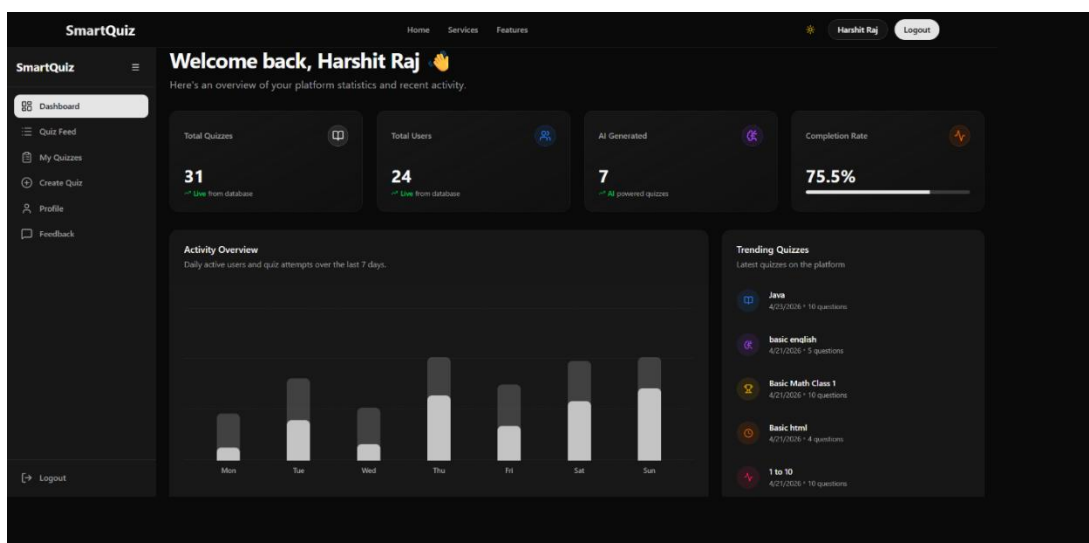 SmartQuiz
Home Services Features
Harshit Raj
Logout
SmartQuiz
Dashboard
Quiz Feed
My Quizzes
Create Quiz
Profile
Feedback
Logout
Welcome back, Harshit Raj 👋
Here's an overview of your platform statistics and recent activity.
Total Quizzes
31
Live from database
Total Users
24
Live from database
AI Generated
7
AI powered quizzes
Completion Rate
75.5%
Activity Overview
Daily active users and quiz attempts over the last 7 days.
Mon Tue Wed Thu Fri Sat Sun
Trending Quizzes
Latest quizzes on the platform
Java
4/23/2026 • 10 questions
basic english
4/21/2026 • 5 questions
Basic Math Class 1
4/21/2026 • 10 questions
Basic html
4/21/2026 • 4 questions
1 to 10
4/21/2026 • 10 questions